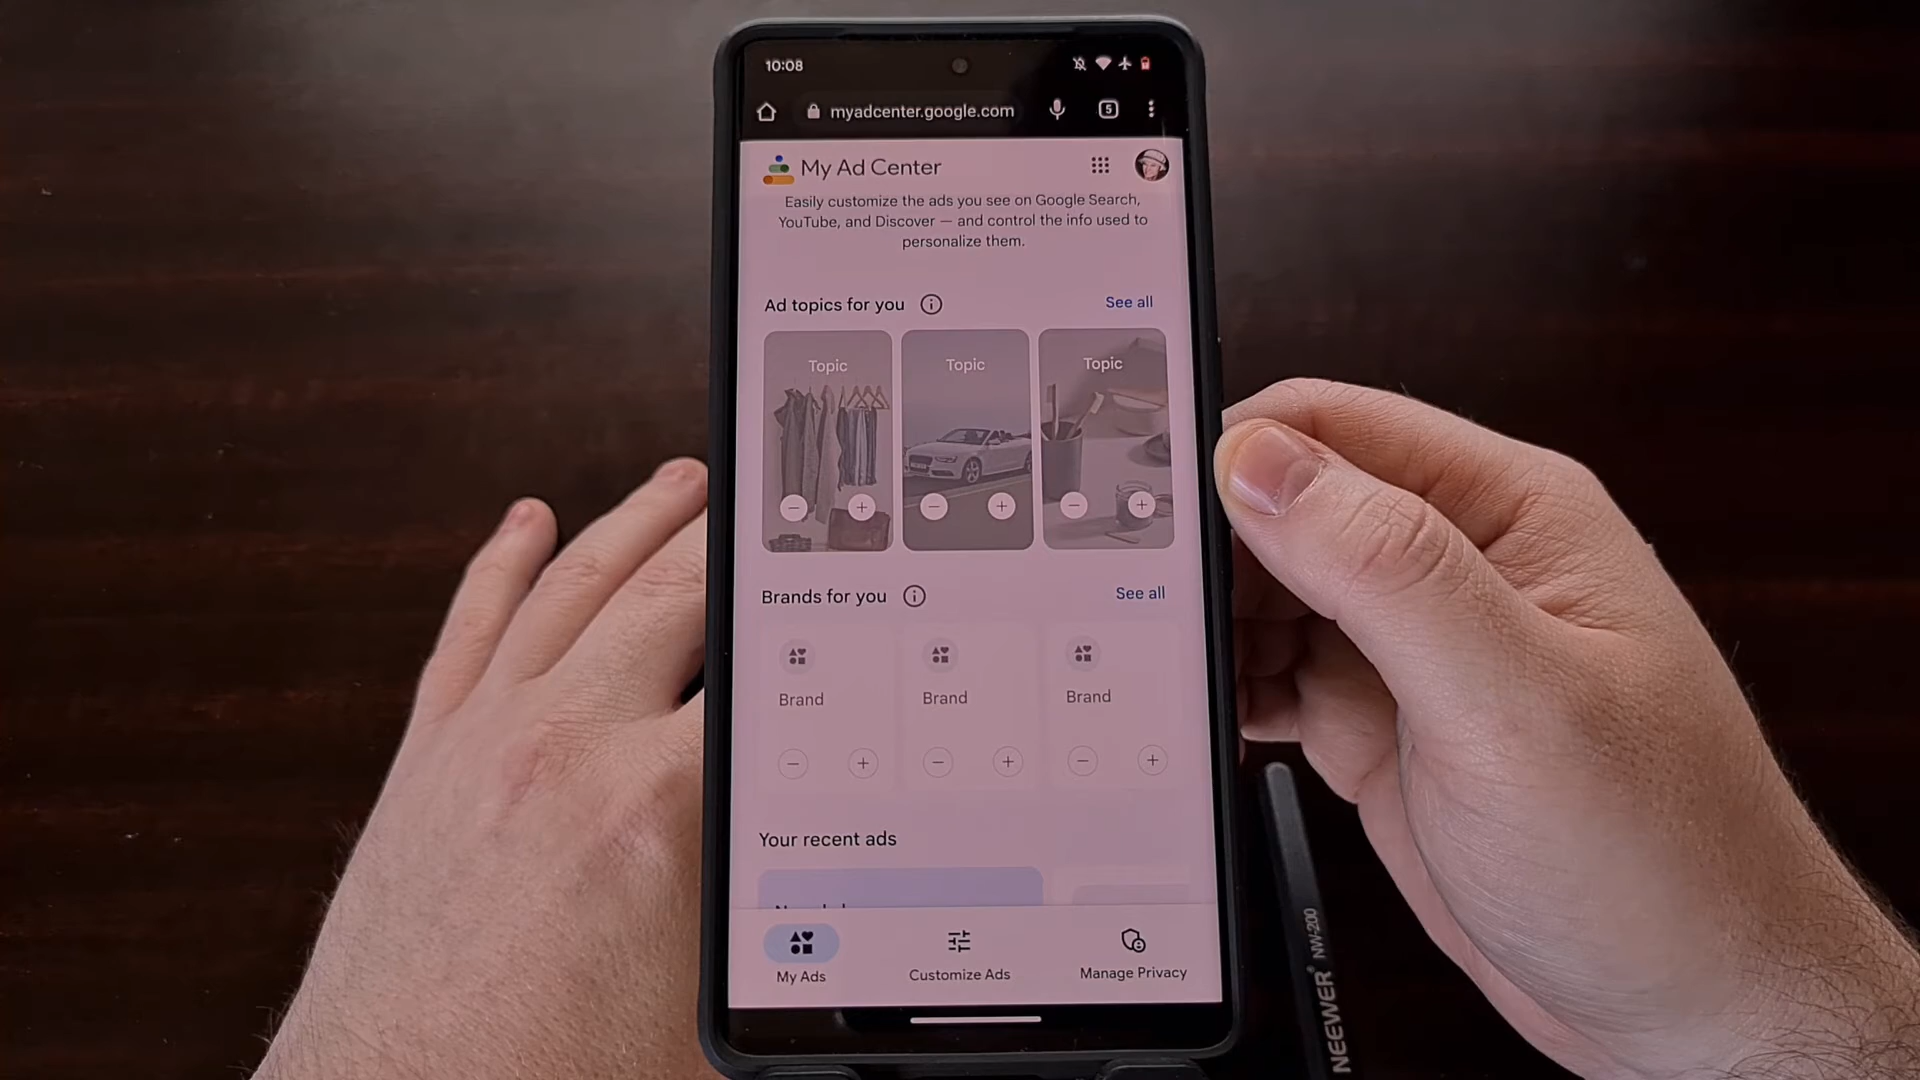 10:08
myadcenter.google.com
5
My Ad Center
Easily customize the ads you see on Google Search,
YouTube, and Discover — and control the info used to
personalize them.
Ad topics for you
See all
Topic
Topic
Topic
Brands for you
See all
Brand
Brand
Brand
Your recent ads
My Ads
Customize Ads
Manage Privacy
NEEWER® NW-200